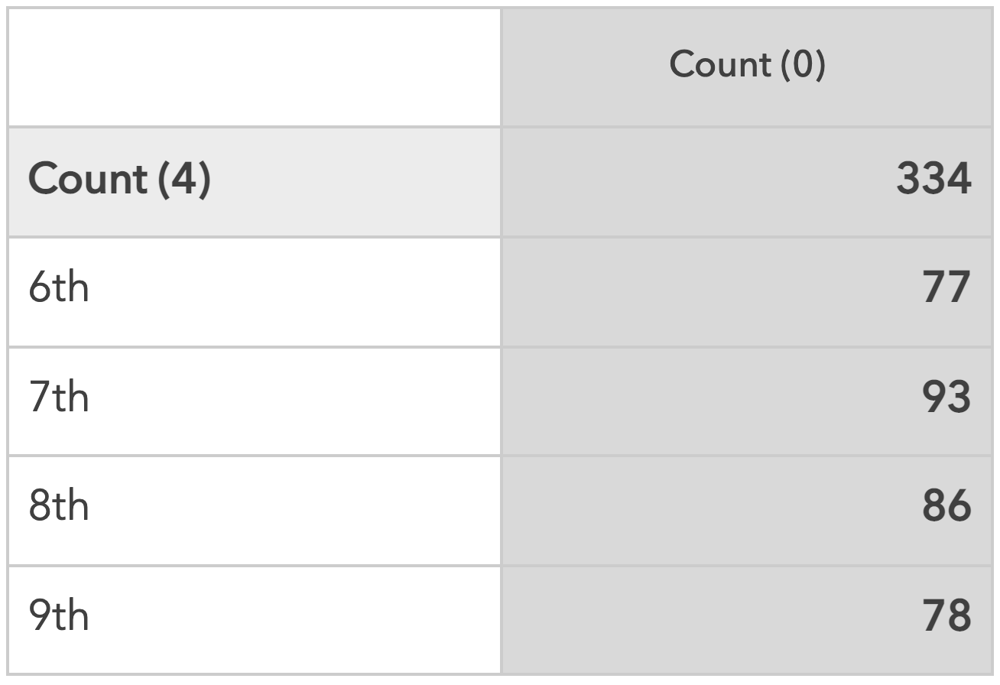 Count (0)
Count (4) 334
6th 77
7th 93
8th 86
9th 78